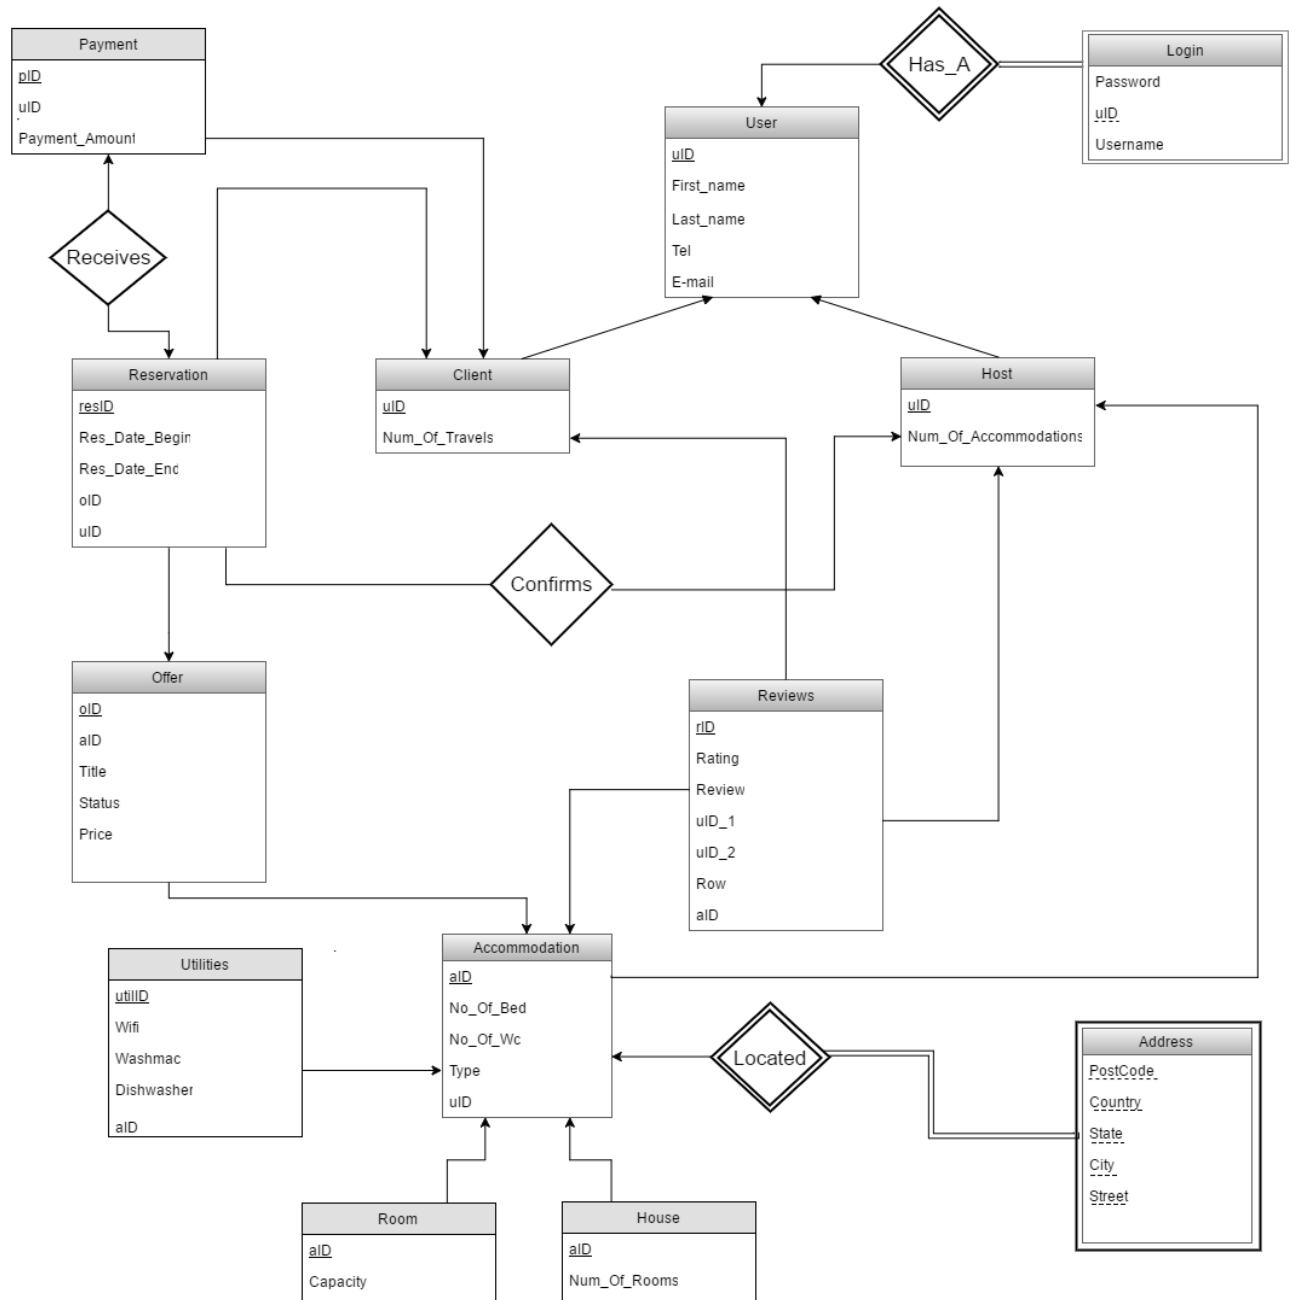 Payment
pID
uID
Payment_Amount
Has_A
Login
Password
uID
Username
User
uID
First_name
Last_name
Tel
E-mail
Receives
Reservation
resID
Res_Date_Begin
Res_Date_End
oID
uID
Client
uID
Num_Of_Travels
Host
uID
Num_Of_Accommodations
Confirms
Offer
oID
aID
Title
Status
Price
Reviews
rID
Rating
Review
uID_1
uID_2
Row
aID
Accommodation
aID
No_Of_Bed
No_Of_Wc
Type
uID
Utilities
utilID
Wifi
Washmac
Dishwasher
aID
Located
Address
PostCode
Country
State
City
Street
Room
aID
Capacity
House
aID
Num_Of_Rooms